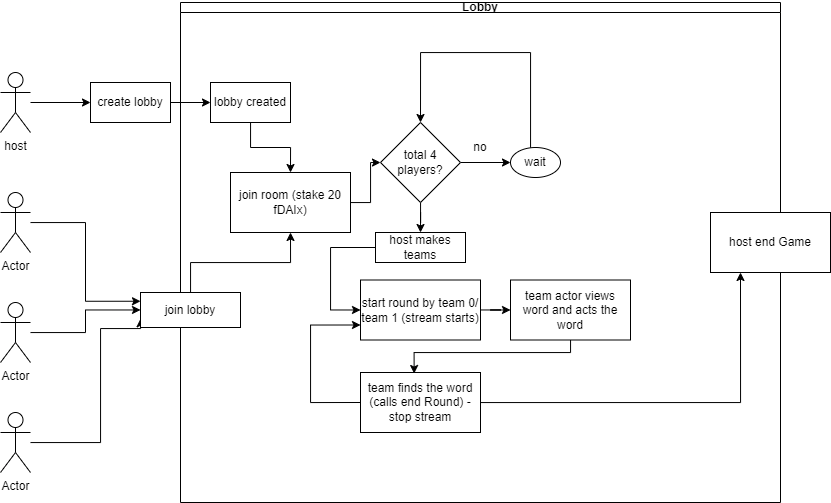 Lobby
create lobby
lobby created
host
total 4
players?
no
wait
join room (stake 20
fDAIx)
Actor
host makes
teams
host end Game
join lobby
start round by team 0/
team 1 (stream starts)
team actor views
word and acts the
word
Actor
team finds the word
(calls end Round) -
stop stream
Actor